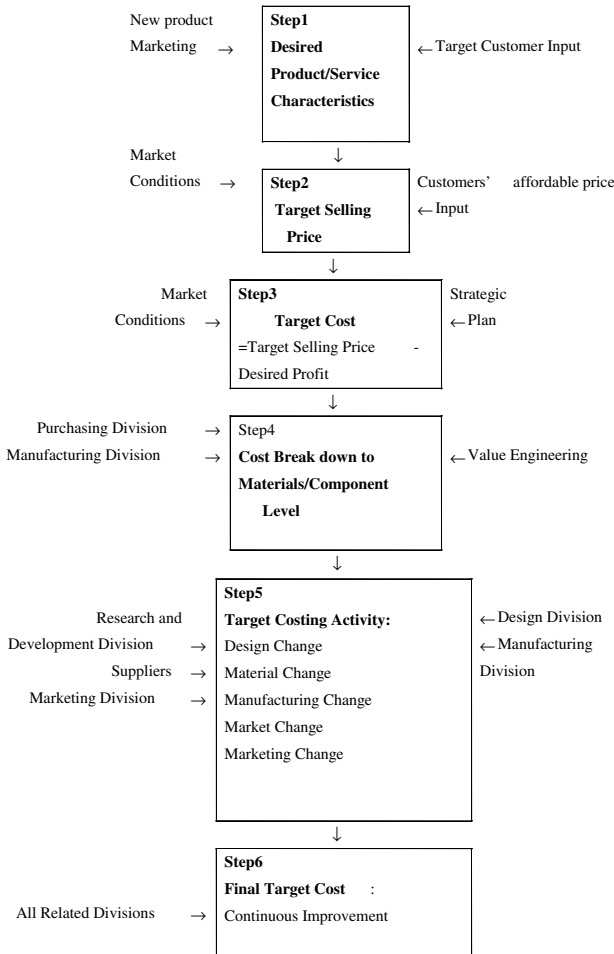 New product
Marketing →
Step1
Desired
Product/Service
Characteristics
← Target Customer Input
↓
Market
Conditions →
Step2
Target Selling
Price
Customers' affordable price
← Input
↓
Market
Conditions →
Step3
Target Cost
=Target Selling Price -
Desired Profit
Strategic
← Plan
↓
Purchasing Division →
Manufacturing Division →
Step4
Cost Break down to
Materials/Component
Level
← Value Engineering
↓
Research and
Development Division →
Suppliers →
Marketing Division →
Step5
Target Costing Activity:
Design Change
Material Change
Manufacturing Change
Market Change
Marketing Change
← Design Division
← Manufacturing
Division
↓
All Related Divisions →
Step6
Final Target Cost :
Continuous Improvement